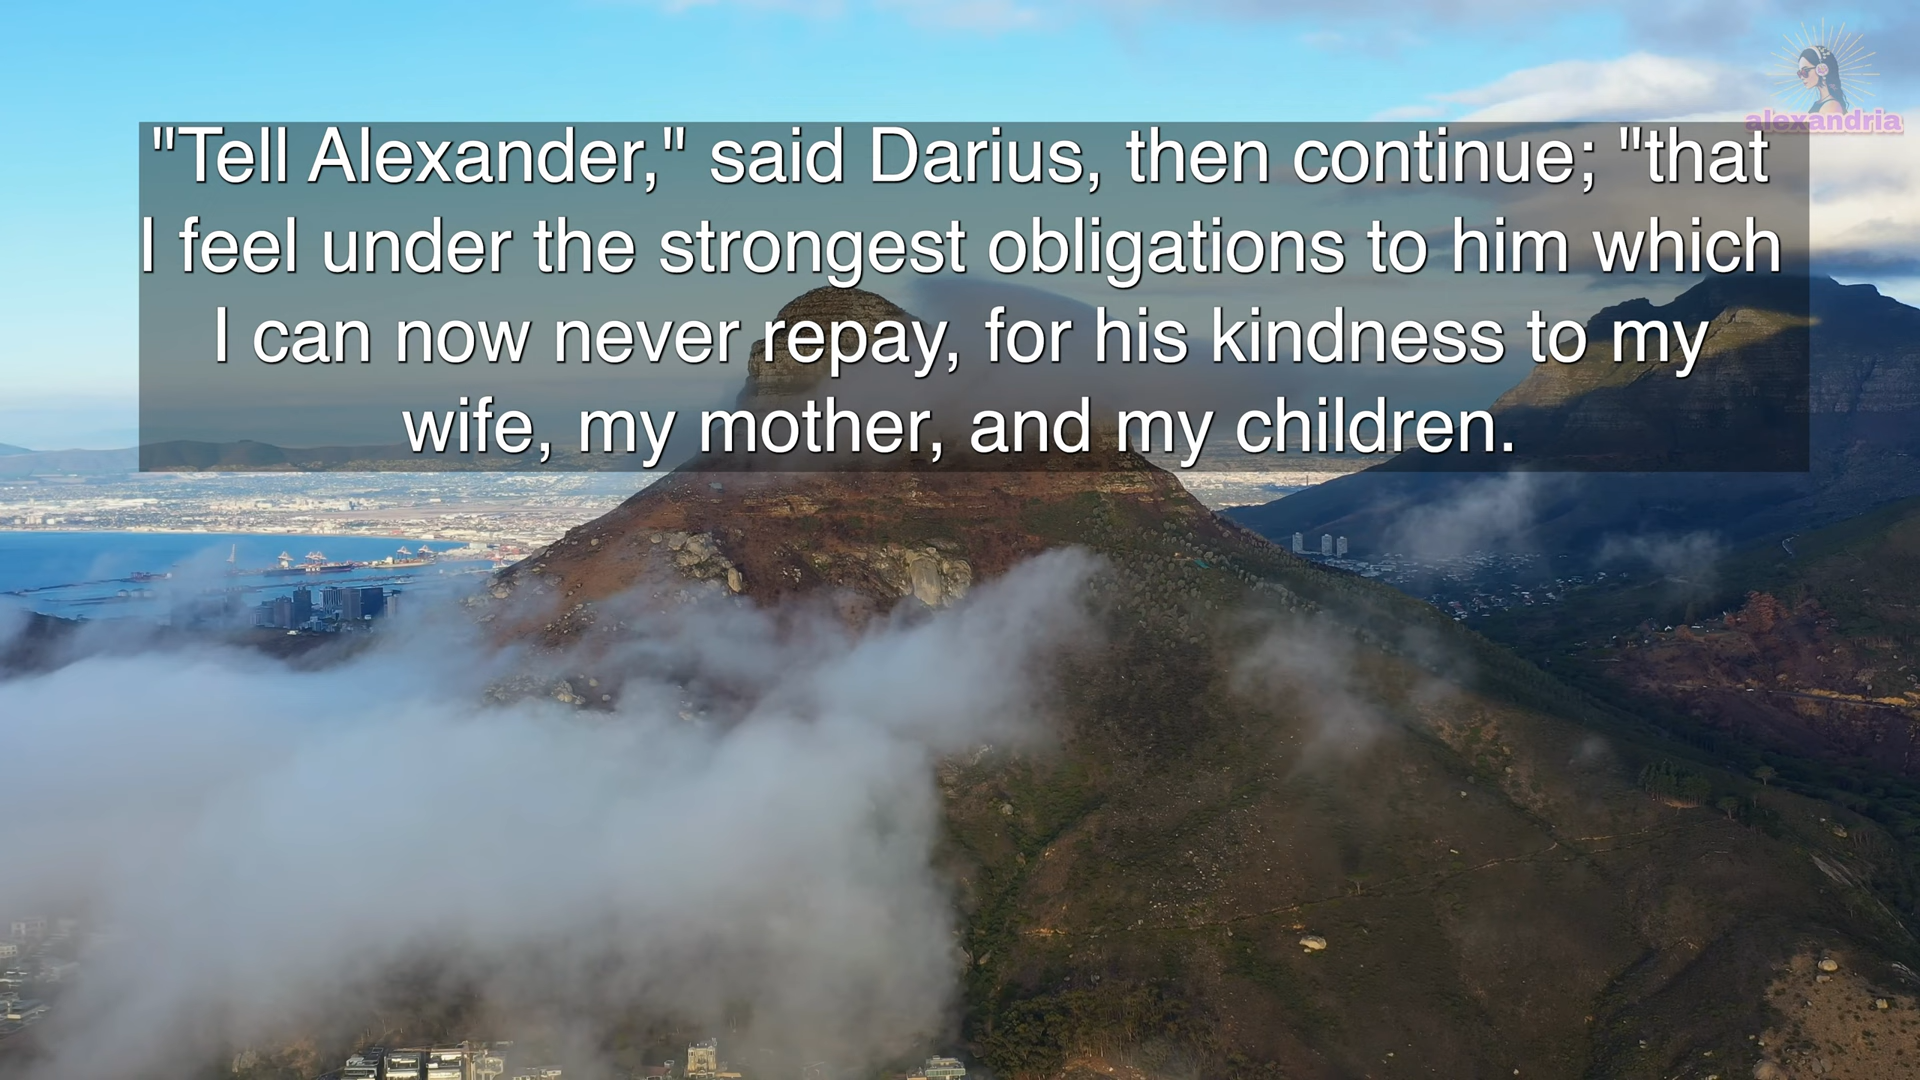 alexandria
"Tell Alexander," said Darius, then continue; "that
I feel under the strongest obligations to him which
I can now never repay, for his kindness to my
wife, my mother, and my children.